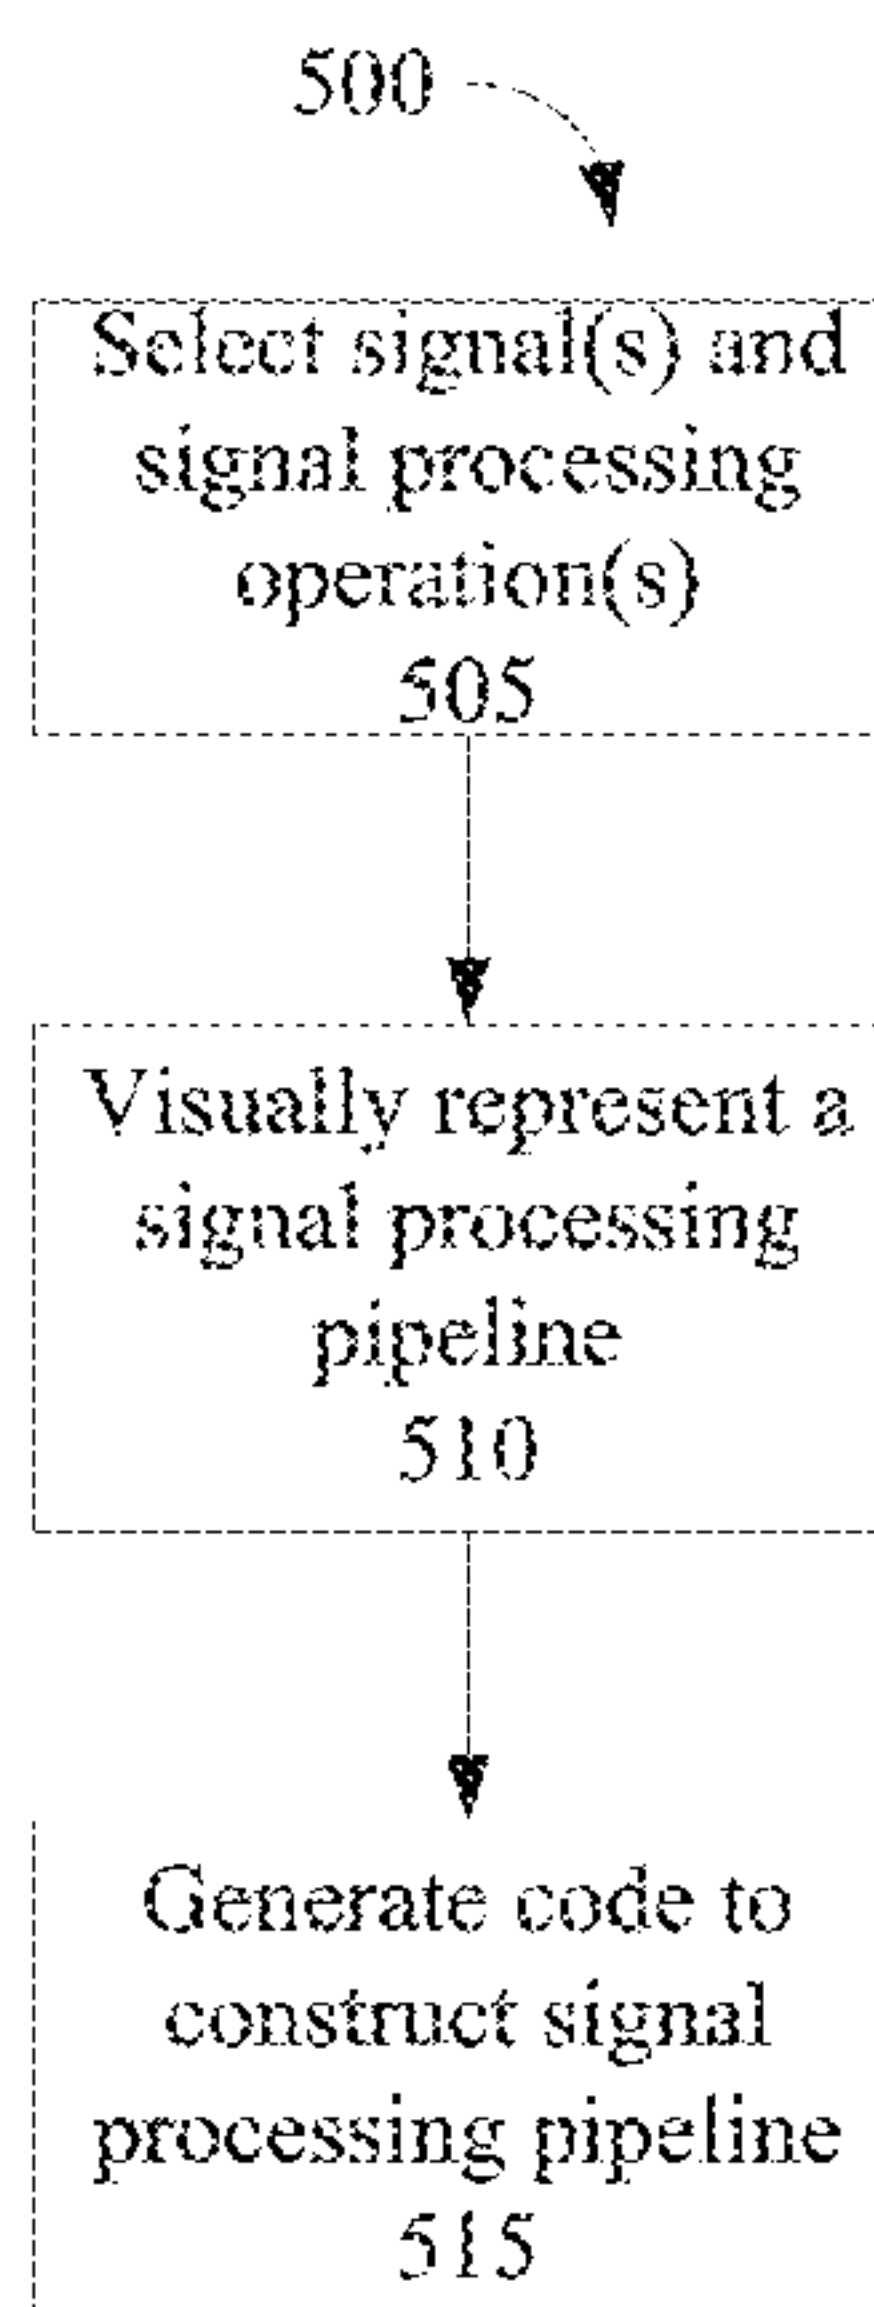 500
Select signal(s) and
signal processing
operation(s)
505
Visually represent a
signal processing
pipeline
510
Generate code to
construct signal
processing pipeline
515